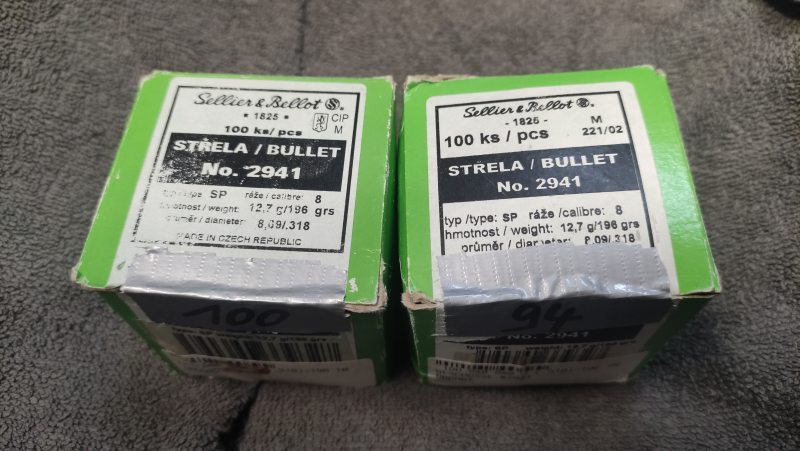 Sellier & Bellot
1825
CIP
M
100 ks / pcs
STŘELA / BULLET
No. 2941
typ / type: SP ráže / calibre: 8
hmotnost / weight: 12,7 g/196 grs
průměr / diameter: 8,09/.318
MADE IN CZECH REPUBLIC
100
Sellier & Bellot
- 1825 -
M
100 ks / pcs
221/02
STŘELA / BULLET
No. 2941
typ /type: SP ráže /calibre: 8
hmotnost / weight: 12,7 g/196 grs
průměr / 8,09/.318
94
No. 2941